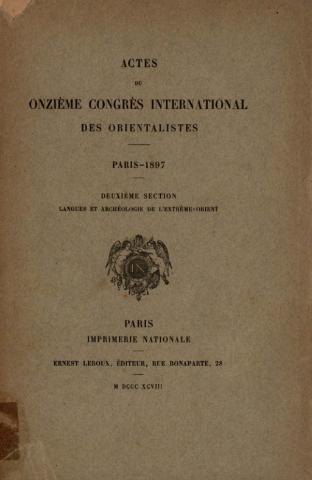 ACTES
DU
ONZIÈME CONGRÈS INTERNATIONAL
DES ORIENTALISTES
PARIS-1897
DEUXIÈME SECTION
LANGUES ET ARCHÉOLOGIE DE L'EXTRÊME-ORIENT
IN
PARIS
IMPRIMERIE NATIONALE
ERNEST LEROUX, ÉDITEUR, RUE BONAPARTE, 28
M DCCC XCVIII